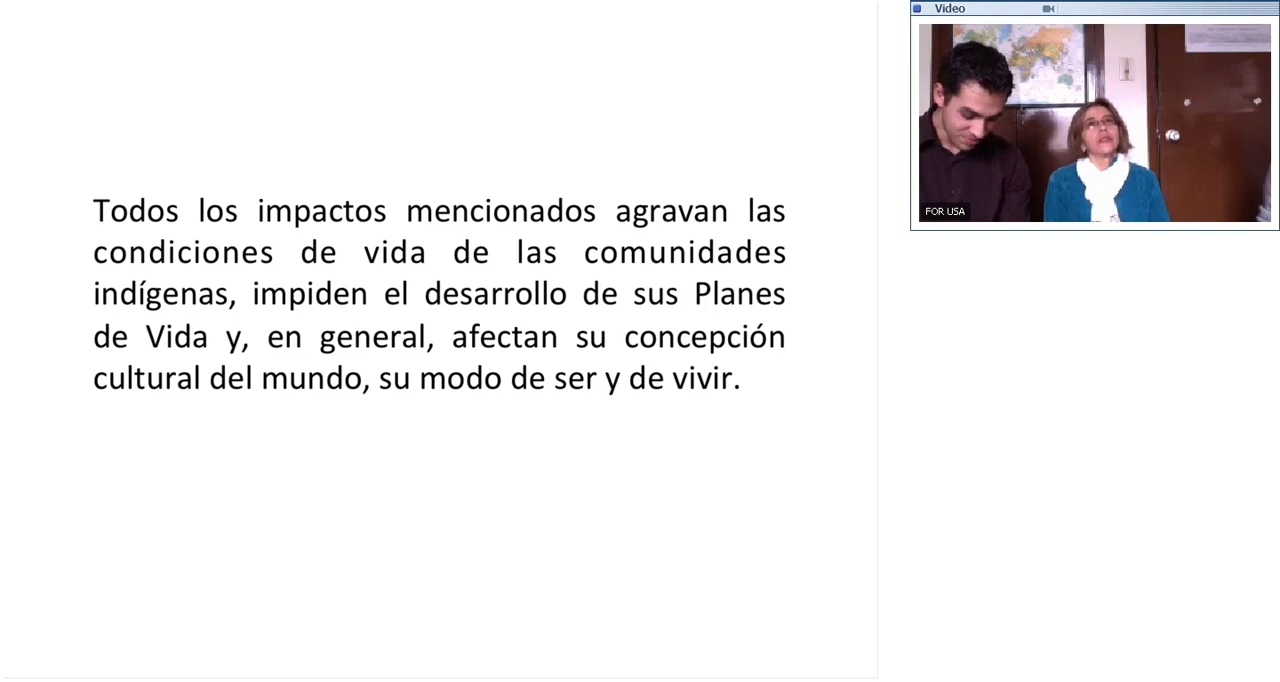 Video
FOR USA
Todos los impactos mencionados agravan las
condiciones de vida de las comunidades
indígenas, impiden el desarrollo de sus Planes
de Vida y, en general, afectan su concepción
cultural del mundo, su modo de ser y de vivir.